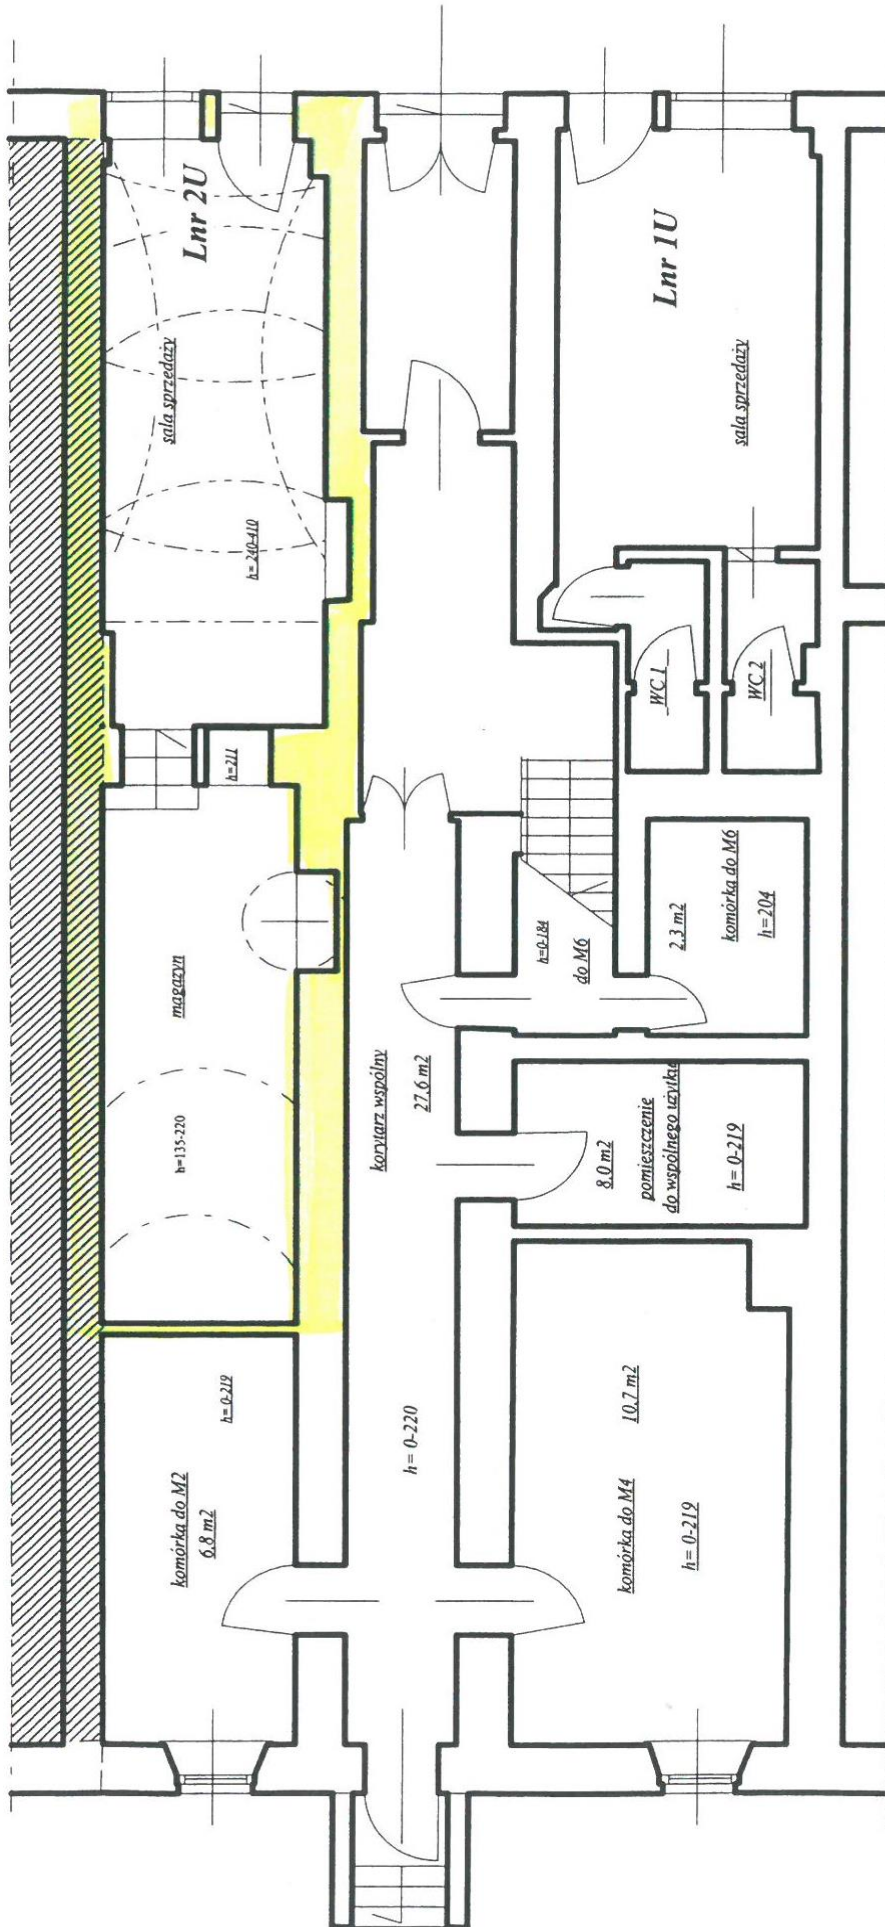 Lnr 2U
sala sprzedaży
h= 240-410
h=211
magazyn
h=135-220
komórka do M2
6.8 m2
h= 0-219
Lnr 1U
sala sprzedaży
WC 1
WC 2
korytarz wspólny
27.6 m2
h= 0-220
h=0-184
do M6
2.3 m2
komórka do M6
h=204
8.0 m2
pomieszczenie
do wspólnego użytku
h= 0-219
10.7 m2
komórka do M4
h= 0-219